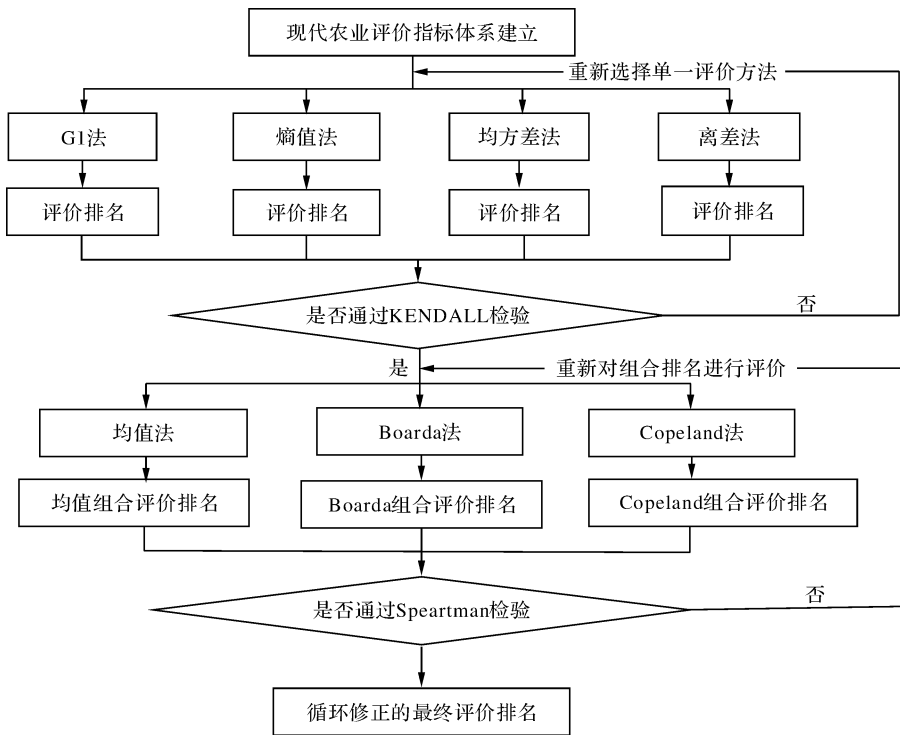 现代农业评价指标体系建立
重新选择单一评价方法
G1法
熵值法
均方差法
离差法
评价排名
评价排名
评价排名
评价排名
是否通过KENDALL检验
否
是
重新对组合排名进行评价
均值法
Boarda法
Copeland法
均值组合评价排名
Boarda组合评价排名
Copeland组合评价排名
是否通过Speartman检验
否
循环修正的最终评价排名